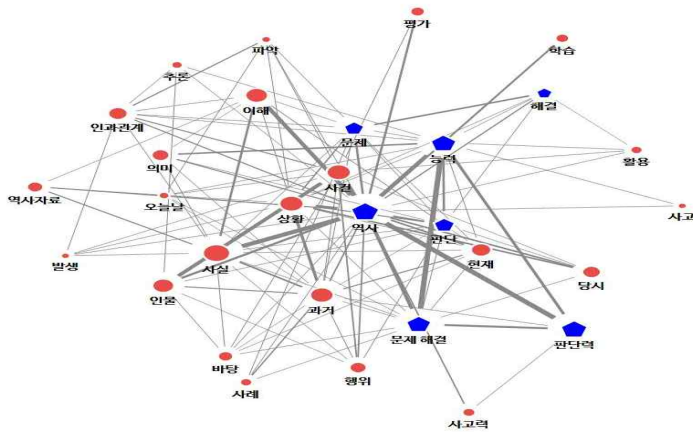 평가
파악
학습
추론
이해
해결
인과관계
문제
능력
의미
활용
사건
역사자료
오늘날
상황
역사
판단
사고
발생
사실
현재
당시
인물
과거
문제 해결
판단력
바탕
행위
사례
사고력